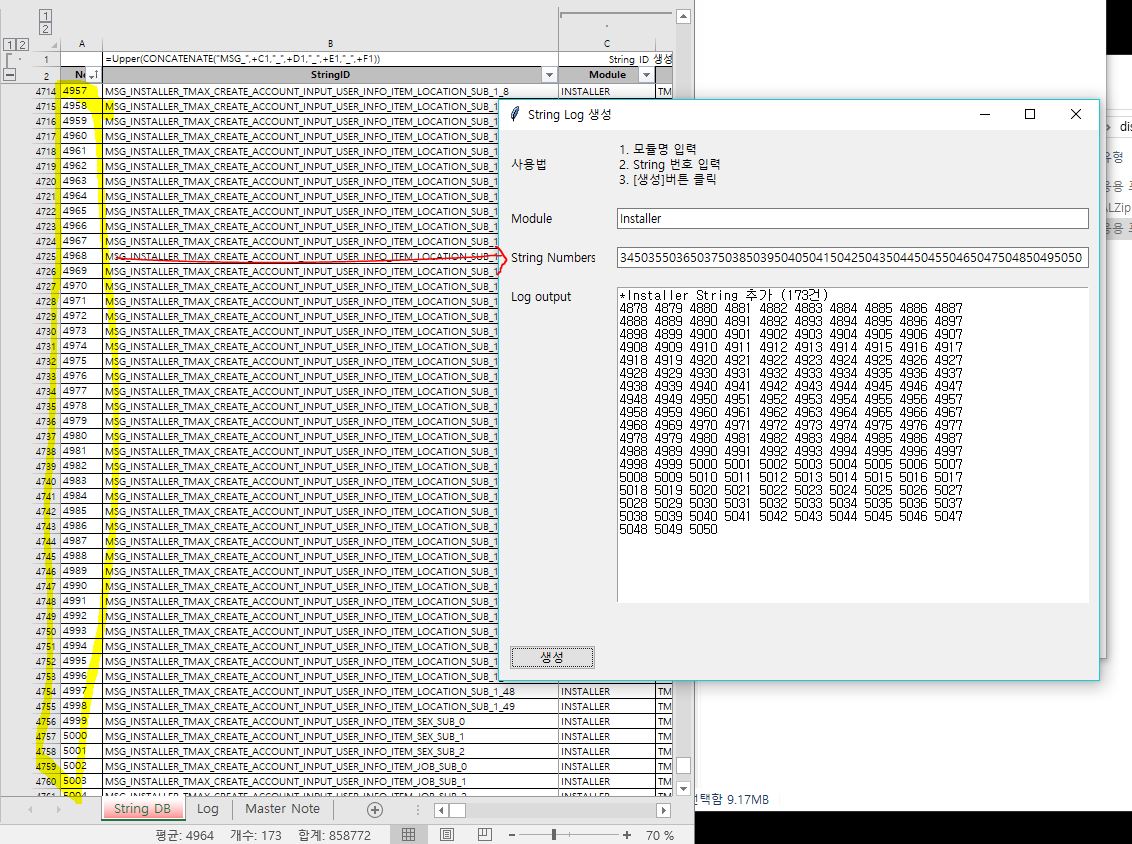 1
2
1 2 A B C
1 =Upper(CONCATENATE("MSG_",+C1,"_",+D1,"_",+E1,"_",+F1)) String ID 생성
2 StringID Module
4714 4957 MSG_INSTALLER_TMAX_CREATE_ACCOUNT_INPUT_USER_INFO_ITEM_LOCATION_SUB_1_8 INSTALLER TM
4715 4958 MSG_INSTALLER_TMAX_CREATE_ACCOUNT_INPUT_USER_INFO_ITEM_LOCATION_SUB_1
4716 4959 MSG_INSTALLER_TMAX_CREATE_ACCOUNT_INPUT_USER_INFO_ITEM_LOCATION_SUB_1
4717 4960 MSG_INSTALLER_TMAX_CREATE_ACCOUNT_INPUT_USER_INFO_ITEM_LOCATION_SUB_1
4718 4961 MSG_INSTALLER_TMAX_CREATE_ACCOUNT_INPUT_USER_INFO_ITEM_LOCATION_SUB_1
4719 4962 MSG_INSTALLER_TMAX_CREATE_ACCOUNT_INPUT_USER_INFO_ITEM_LOCATION_SUB_1
4720 4963 MSG_INSTALLER_TMAX_CREATE_ACCOUNT_INPUT_USER_INFO_ITEM_LOCATION_SUB_1
4721 4964 MSG_INSTALLER_TMAX_CREATE_ACCOUNT_INPUT_USER_INFO_ITEM_LOCATION_SUB_1
4722 4965 MSG_INSTALLER_TMAX_CREATE_ACCOUNT_INPUT_USER_INFO_ITEM_LOCATION_SUB_1
4723 4966 MSG_INSTALLER_TMAX_CREATE_ACCOUNT_INPUT_USER_INFO_ITEM_LOCATION_SUB_1
4724 4967 MSG_INSTALLER_TMAX_CREATE_ACCOUNT_INPUT_USER_INFO_ITEM_LOCATION_SUB_1
4725 4968 MSG_INSTALLER_TMAX_CREATE_ACCOUNT_INPUT_USER_INFO_ITEM_LOCATION_SUB_1
4726 4969 MSG_INSTALLER_TMAX_CREATE_ACCOUNT_INPUT_USER_INFO_ITEM_LOCATION_SUB_1
4727 4970 MSG_INSTALLER_TMAX_CREATE_ACCOUNT_INPUT_USER_INFO_ITEM_LOCATION_SUB_1
4728 4971 MSG_INSTALLER_TMAX_CREATE_ACCOUNT_INPUT_USER_INFO_ITEM_LOCATION_SUB_1
4729 4972 MSG_INSTALLER_TMAX_CREATE_ACCOUNT_INPUT_USER_INFO_ITEM_LOCATION_SUB_1
4730 4973 MSG_INSTALLER_TMAX_CREATE_ACCOUNT_INPUT_USER_INFO_ITEM_LOCATION_SUB_1
4731 4974 MSG_INSTALLER_TMAX_CREATE_ACCOUNT_INPUT_USER_INFO_ITEM_LOCATION_SUB_1
4732 4975 MSG_INSTALLER_TMAX_CREATE_ACCOUNT_INPUT_USER_INFO_ITEM_LOCATION_SUB_1
4733 4976 MSG_INSTALLER_TMAX_CREATE_ACCOUNT_INPUT_USER_INFO_ITEM_LOCATION_SUB_1
4734 4977 MSG_INSTALLER_TMAX_CREATE_ACCOUNT_INPUT_USER_INFO_ITEM_LOCATION_SUB_1
4735 4978 MSG_INSTALLER_TMAX_CREATE_ACCOUNT_INPUT_USER_INFO_ITEM_LOCATION_SUB_1
4736 4979 MSG_INSTALLER_TMAX_CREATE_ACCOUNT_INPUT_USER_INFO_ITEM_LOCATION_SUB_1
4737 4980 MSG_INSTALLER_TMAX_CREATE_ACCOUNT_INPUT_USER_INFO_ITEM_LOCATION_SUB_1
4738 4981 MSG_INSTALLER_TMAX_CREATE_ACCOUNT_INPUT_USER_INFO_ITEM_LOCATION_SUB_1
4739 4982 MSG_INSTALLER_TMAX_CREATE_ACCOUNT_INPUT_USER_INFO_ITEM_LOCATION_SUB_1
4740 4983 MSG_INSTALLER_TMAX_CREATE_ACCOUNT_INPUT_USER_INFO_ITEM_LOCATION_SUB_1
4741 4984 MSG_INSTALLER_TMAX_CREATE_ACCOUNT_INPUT_USER_INFO_ITEM_LOCATION_SUB_1
4742 4985 MSG_INSTALLER_TMAX_CREATE_ACCOUNT_INPUT_USER_INFO_ITEM_LOCATION_SUB_1
4743 4986 MSG_INSTALLER_TMAX_CREATE_ACCOUNT_INPUT_USER_INFO_ITEM_LOCATION_SUB_1
4744 4987 MSG_INSTALLER_TMAX_CREATE_ACCOUNT_INPUT_USER_INFO_ITEM_LOCATION_SUB_1
4745 4988 MSG_INSTALLER_TMAX_CREATE_ACCOUNT_INPUT_USER_INFO_ITEM_LOCATION_SUB_1
4746 4989 MSG_INSTALLER_TMAX_CREATE_ACCOUNT_INPUT_USER_INFO_ITEM_LOCATION_SUB_1
4747 4990 MSG_INSTALLER_TMAX_CREATE_ACCOUNT_INPUT_USER_INFO_ITEM_LOCATION_SUB_1
4748 4991 MSG_INSTALLER_TMAX_CREATE_ACCOUNT_INPUT_USER_INFO_ITEM_LOCATION_SUB_1
4749 4992 MSG_INSTALLER_TMAX_CREATE_ACCOUNT_INPUT_USER_INFO_ITEM_LOCATION_SUB_1
4750 4993 MSG_INSTALLER_TMAX_CREATE_ACCOUNT_INPUT_USER_INFO_ITEM_LOCATION_SUB_1
4751 4994 MSG_INSTALLER_TMAX_CREATE_ACCOUNT_INPUT_USER_INFO_ITEM_LOCATION_SUB_1
4752 4995 MSG_INSTALLER_TMAX_CREATE_ACCOUNT_INPUT_USER_INFO_ITEM_LOCATION_SUB_1
4753 4996 MSG_INSTALLER_TMAX_CREATE_ACCOUNT_INPUT_USER_INFO_ITEM_LOCATION_SUB_1
4754 4997 MSG_INSTALLER_TMAX_CREATE_ACCOUNT_INPUT_USER_INFO_ITEM_LOCATION_SUB_1_48 INSTALLER TM
4755 4998 MSG_INSTALLER_TMAX_CREATE_ACCOUNT_INPUT_USER_INFO_ITEM_LOCATION_SUB_1_49 INSTALLER TM
4756 4999 MSG_INSTALLER_TMAX_CREATE_ACCOUNT_INPUT_USER_INFO_ITEM_SEX_SUB_0 INSTALLER TM
4757 5000 MSG_INSTALLER_TMAX_CREATE_ACCOUNT_INPUT_USER_INFO_ITEM_SEX_SUB_1 INSTALLER TM
4758 5001 MSG_INSTALLER_TMAX_CREATE_ACCOUNT_INPUT_USER_INFO_ITEM_SEX_SUB_2 INSTALLER TM
4759 5002 MSG_INSTALLER_TMAX_CREATE_ACCOUNT_INPUT_USER_INFO_ITEM_JOB_SUB_0 INSTALLER TM
4760 5003 MSG_INSTALLER_TMAX_CREATE_ACCOUNT_INPUT_USER_INFO_ITEM_JOB_SUB_1 INSTALLER TM
String DB Log Master Note
평균: 4964 개수: 173 합계: 858772 70 %
String Log 생성
사용법
1. 모듈명 입력
2. String 번호 입력
3. [생성]버튼 클릭
Module Installer
String Numbers 34503550365037503850395040504150425043504450455046504750485049 5050
Log output
*Installer String 추가 (173건)
4878 4879 4880 4881 4882 4883 4884 4885 4886 4887
4888 4889 4890 4891 4892 4893 4894 4895 4896 4897
4898 4899 4900 4901 4902 4903 4904 4905 4906 4907
4908 4909 4910 4911 4912 4913 4914 4915 4916 4917
4918 4919 4920 4921 4922 4923 4924 4925 4926 4927
4928 4929 4930 4931 4932 4933 4934 4935 4936 4937
4938 4939 4940 4941 4942 4943 4944 4945 4946 4947
4948 4949 4950 4951 4952 4953 4954 4955 4956 4957
4958 4959 4960 4961 4962 4963 4964 4965 4966 4967
4968 4969 4970 4971 4972 4973 4974 4975 4976 4977
4978 4979 4980 4981 4982 4983 4984 4985 4986 4987
4988 4989 4990 4991 4992 4993 4994 4995 4996 4997
4998 4999 5000 5001 5002 5003 5004 5005 5006 5007
5008 5009 5010 5011 5012 5013 5014 5015 5016 5017
5018 5019 5020 5021 5022 5023 5024 5025 5026 5027
5028 5029 5030 5031 5032 5033 5034 5035 5036 5037
5038 5039 5040 5041 5042 5043 5044 5045 5046 5047
5048 5049 5050
생성
dis
유형
응용 프
ALZip
응용 프
선택함 9.17MB